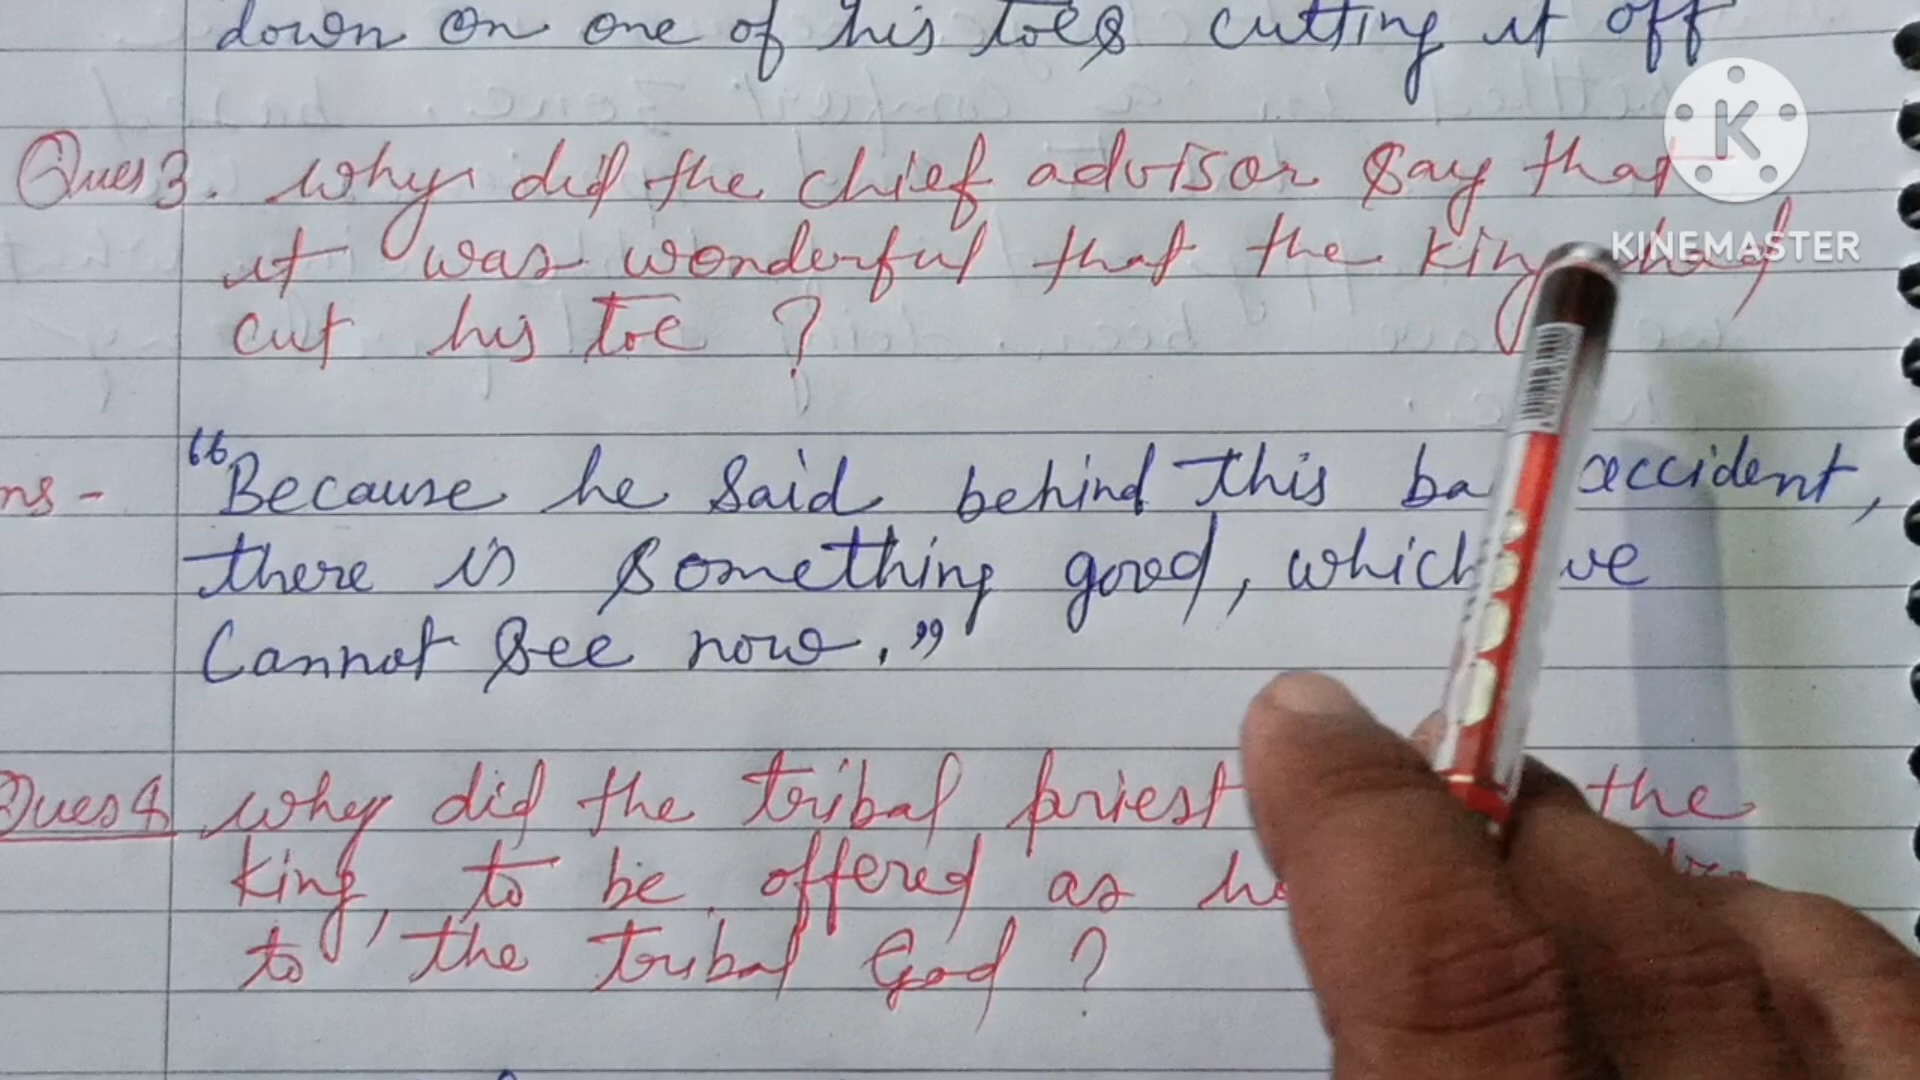 down on one of his toes cutting it off
Ques 3. Why did the chief advisor say that
it was wonderful that the king had
cut his toe ?
ns - "Because he said behind this ba accident,
there is something good, which we
Cannot see now."
Ques 4 why did the tribal priest the
king, to be offered as
to the tribal God ?
K
KINEMASTER